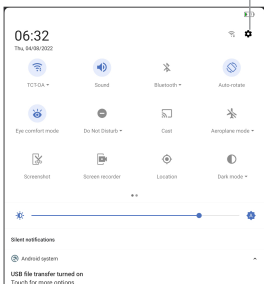 06:32
Thu, 04/08/2022
TCT-DA
Sound
Bluetooth
Auto-rotate
Eye comfort mode
Do Not Disturb
Cast
Aeroplane mode
Screenshot
Screen recorder
Location
Dark mode
Silent notifications
Android system
USB file transfer turned on
Touch for more options